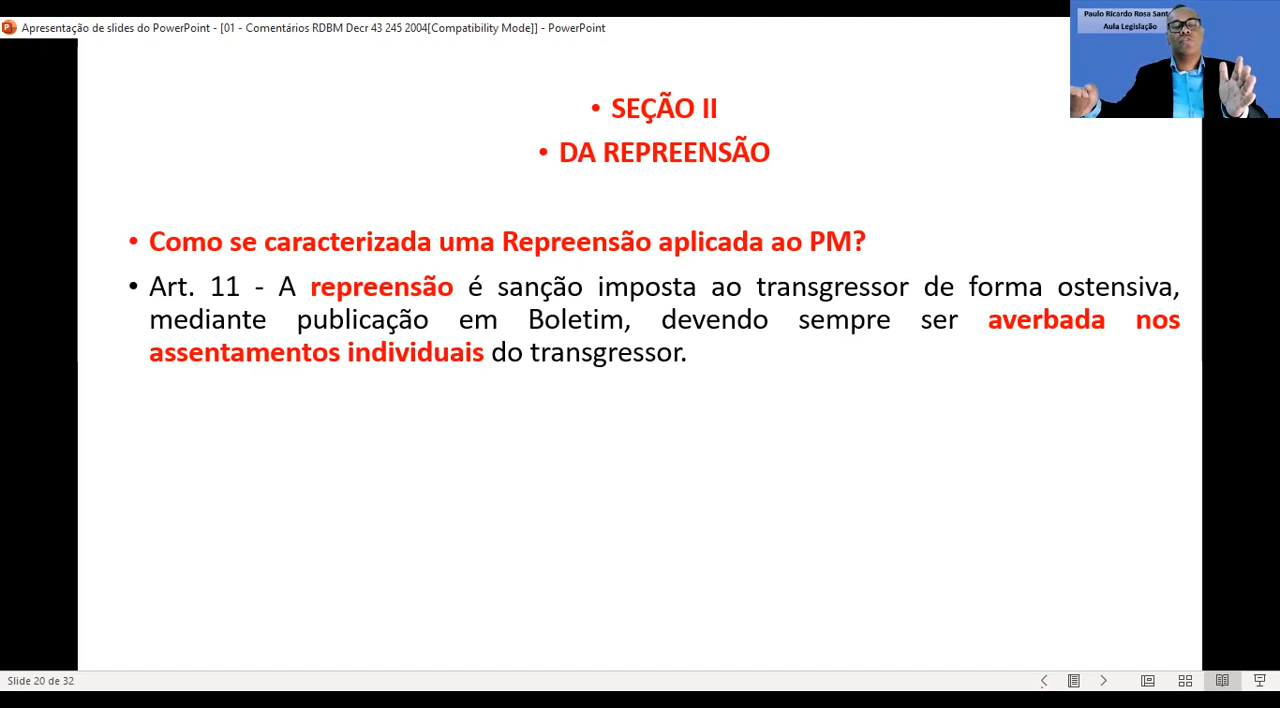 Apresentação de slides do PowerPoint - [01 - Comentários RDBM Decr 43 245 2004[Compatibility Mode]] - PowerPoint
Paulo Ricardo Rosa Sant
Aula Legislação
• SEÇÃO II
• DA REPREENSÃO
• Como se caracterizada uma Repreensão aplicada ao PM?
• Art. 11 - A repreensão é sanção imposta ao transgressor de forma ostensiva,
mediante publicação em Boletim, devendo sempre ser averbada nos
assentamentos individuais do transgressor.
Slide 20 de 32